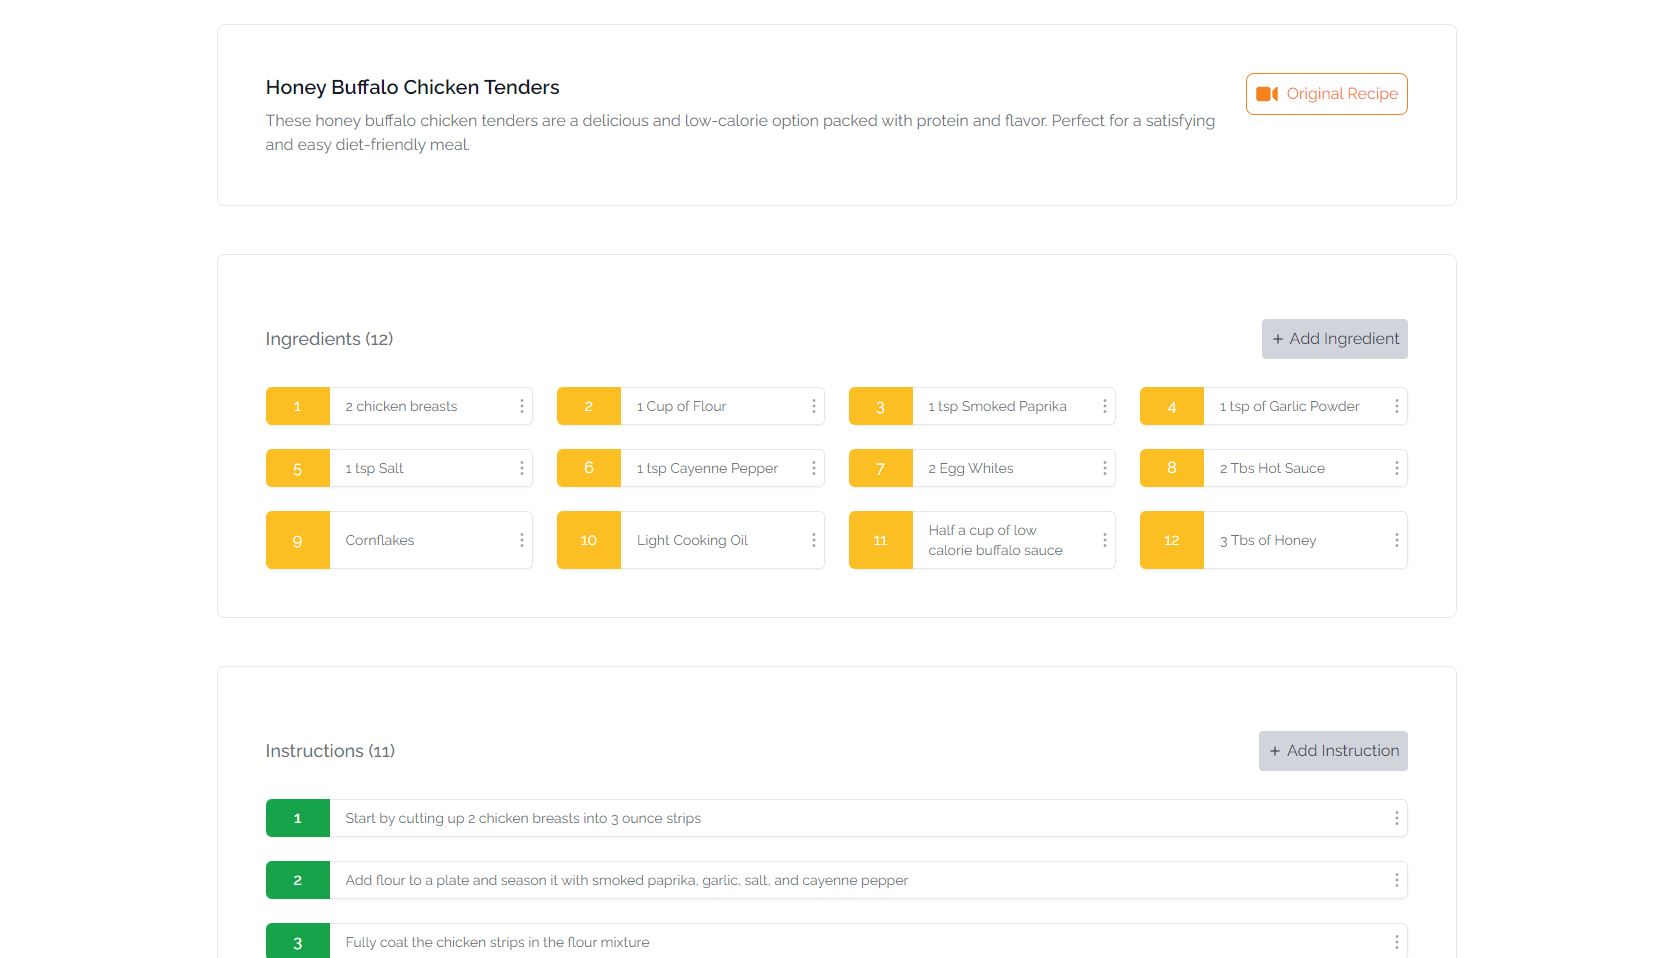 Honey Buffalo Chicken Tenders
Original Recipe
These honey buffalo chicken tenders are a delicious and low-calorie option packed with protein and flavor. Perfect for a satisfying
and easy diet-friendly meal.
Ingredients (12)
+ Add Ingredient
1 2 chicken breasts
2 1 Cup of Flour
3 1 tsp Smoked Paprika
4 1 tsp of Garlic Powder
5 1 tsp Salt
6 1 tsp Cayenne Pepper
7 2 Egg Whites
8 2 Tbs Hot Sauce
9 Cornflakes
10 Light Cooking Oil
11 Half a cup of low
calorie buffalo sauce
12 3 Tbs of Honey
Instructions (11)
+ Add Instruction
1 Start by cutting up 2 chicken breasts into 3 ounce strips
2 Add flour to a plate and season it with smoked paprika, garlic, salt, and cayenne pepper
3 Fully coat the chicken strips in the flour mixture